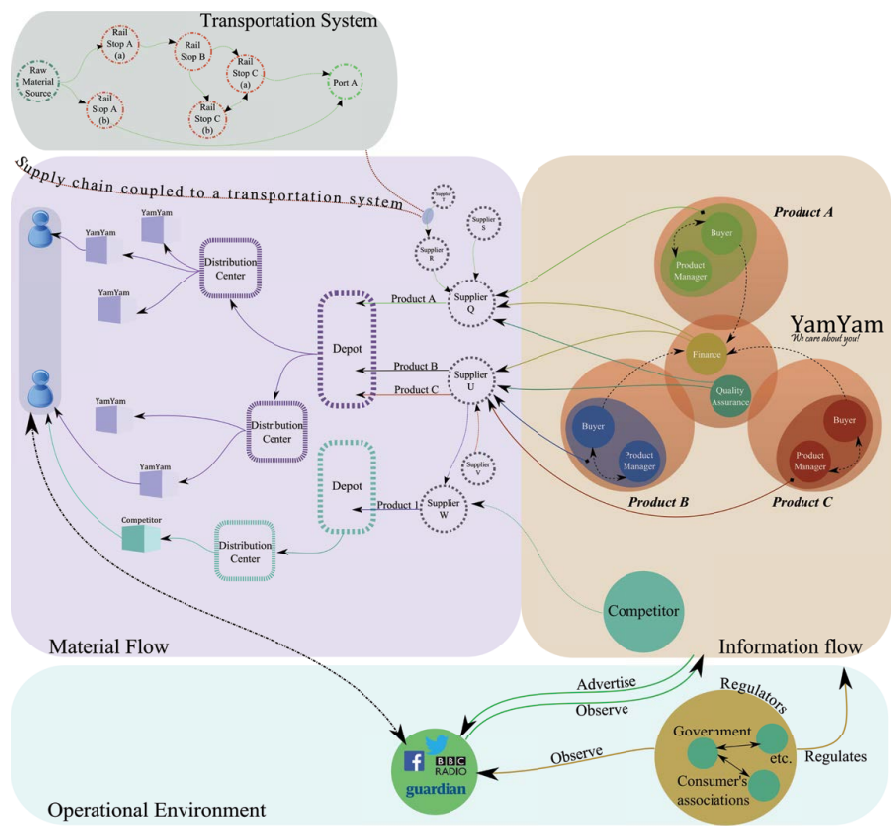 Transportation System
Raw
Material
Source
Rail
Stop A
(a)
Rail
Sop A
(b)
Rail
Sop B
Rail
Stop C
(a)
Rail
Stop C
(b)
Port A
Supply chain coupled to a transportation system
Supplier
T
Supplier
S
Supplier
R
YamYam
YamYam
YamYam
Distribution
Center
Depot
Product A
Supplier
Q
Product B
Product C
Supplier
U
YamYam
YamYam
Distribution
Center
Supplier
V
Supplier
W
Product 1
Depot
Competitor
Distribution
Center
Material Flow
Product A
Buyer
Product
Manager
YamYam
We care about you!
Finance
Quality
Assurance
Buyer
Product
Manager
Product B
Buyer
Product
Manager
Product C
Competitor
Information flow
Advertise
Observe
Observe
BBC
RADIO
guardian
Regulators
Government
etc.
Consumer's
associations
Regulates
Operational Environment